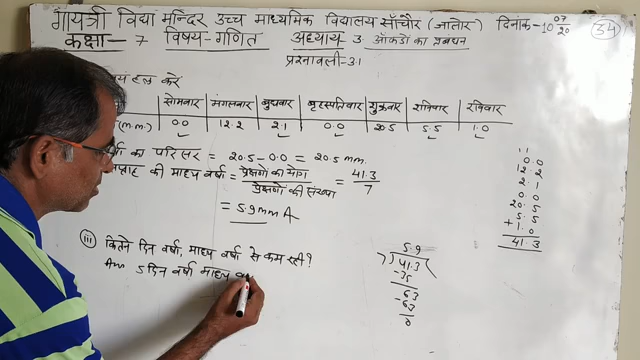 गायत्री विद्या मन्दिर उच्च माध्यमिक विद्यालय साँचौर (जालोर) दिनांक-10 07/20
34
कक्षा- 7 विषय-गणित अध्याय 3: आँकडों का प्रबंधन
प्रश्नावली-3.1
हल करे
सोमवार मंगलवार बुधवार बृहस्पतिवार शुक्रवार शनिवार रविवार
(m.m.) 0.0 12.2 2.1 0.0 20.5 5.5 1.0
का परिसर = 20.5-0.0 = 20.5 mm.
की माध्य वर्षा = प्रेक्षणों का योग / प्रेक्षणों की संख्या = 41.3 / 7
= 5.9mm A
(iii) कितने दिन वर्षा, माध्य वर्षा से कम रही?
Ans 5 दिन वर्षा माध्य व
11
0.0
12.2
2.1
0.0
20.5
5.5
+ 1.0
41.3
5.9
7) 41.3
-35
63
-63
0